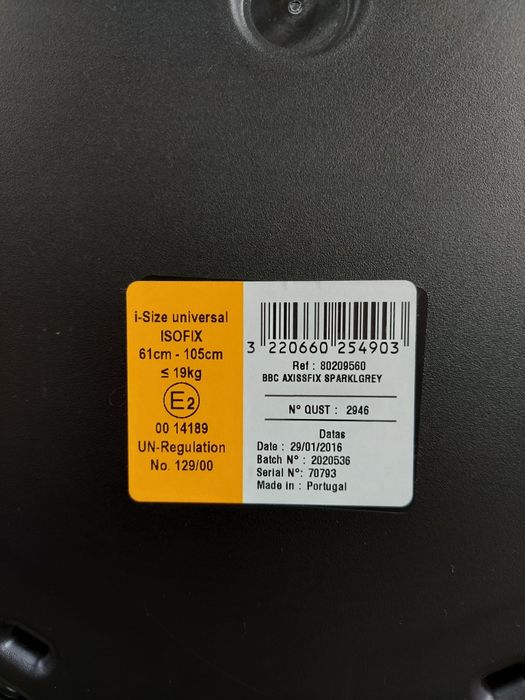 i-Size universal
ISOFIX
61cm - 105cm
≤ 19kg
E2
00 14189
UN-Regulation
No. 129/00
3 220660 254903
Ref : 80209560
BBC AXISSFIX SPARKLGREY
N° QUST : 2946
Datas
Date : 29/01/2016
Batch N° : 2020536
Serial N°: 70793
Made in : Portugal